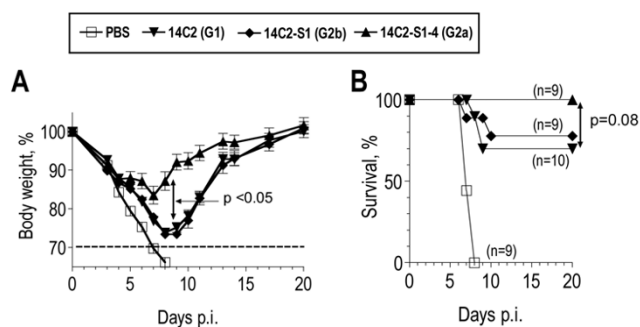 PBS 14C2 (G1) 14C2-S1 (G2b) 14C2-S1-4 (G2a)
A
Body weight, %
100
90
80
70
p <0.05
0 5 10 15 20
Days p.i.
B
Survival, %
100
50
0
(n=9)
(n=9)
p=0.08
(n=10)
(n=9)
0 5 10 15 20
Days p.i.